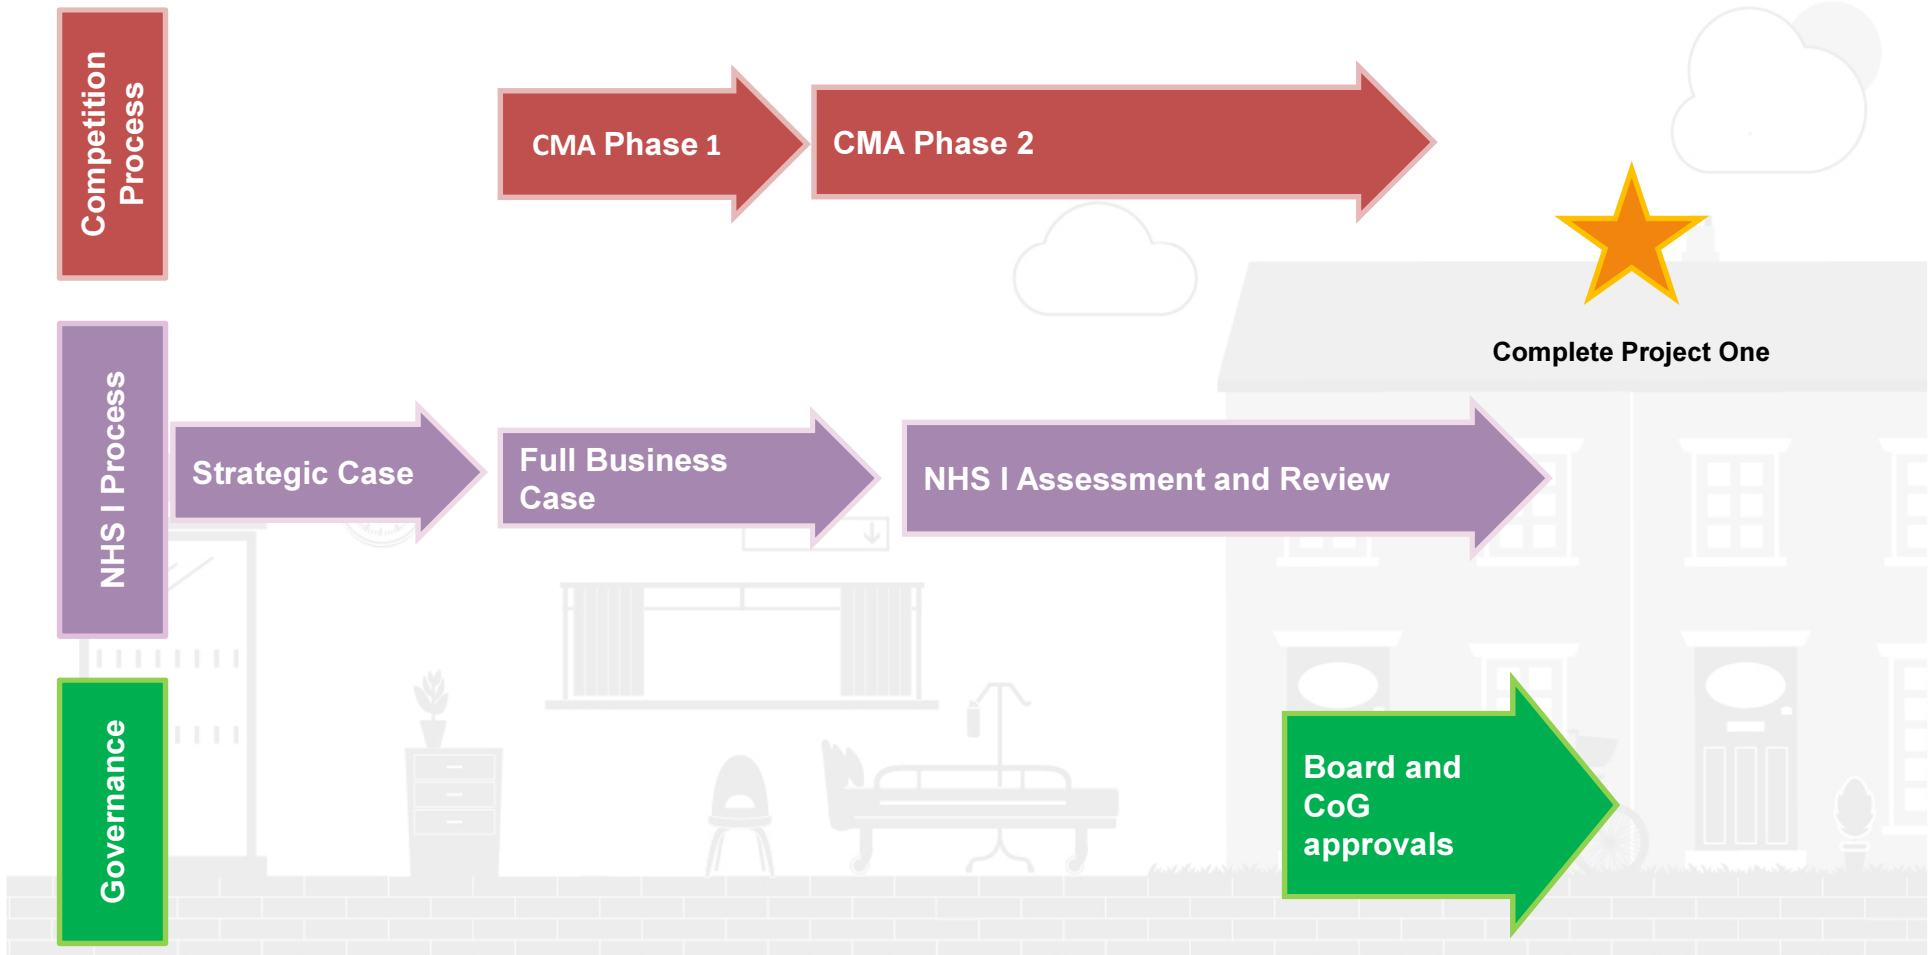 Competition
Process
CMA Phase 1
CMA Phase 2
Complete Project One
NHS I Process
Strategic Case
Full Business
Case
NHS I Assessment and Review
Governance
Board and
CoG
approvals